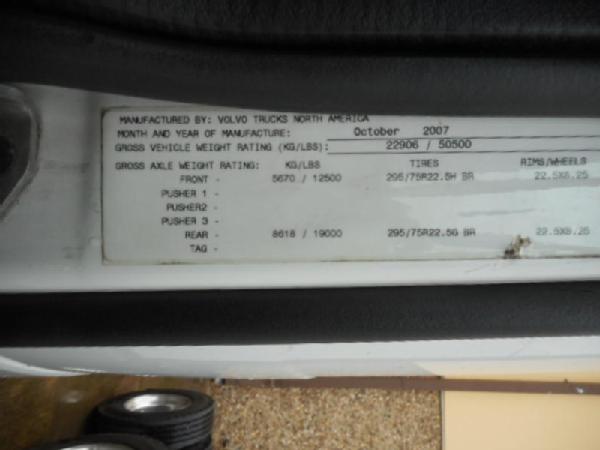 MANUFACTURED BY: VOLVO TRUCKS NORTH AMERICA
MONTH AND YEAR OF MANUFACTURE: October 2007
GROSS VEHICLE WEIGHT RATING (KG/LBS): 22906 / 50500
GROSS AXLE WEIGHT RATING: KG/LBS TIRES RIMS/WHEELS
FRONT - 5670 / 12500 295/75R22.5H BR 22.5X8.25
PUSHER 1 -
PUSHER2 -
PUSHER 3 -
REAR - 8618 / 19000 295/75R22.5G BR 22.5X8.25
TAG -